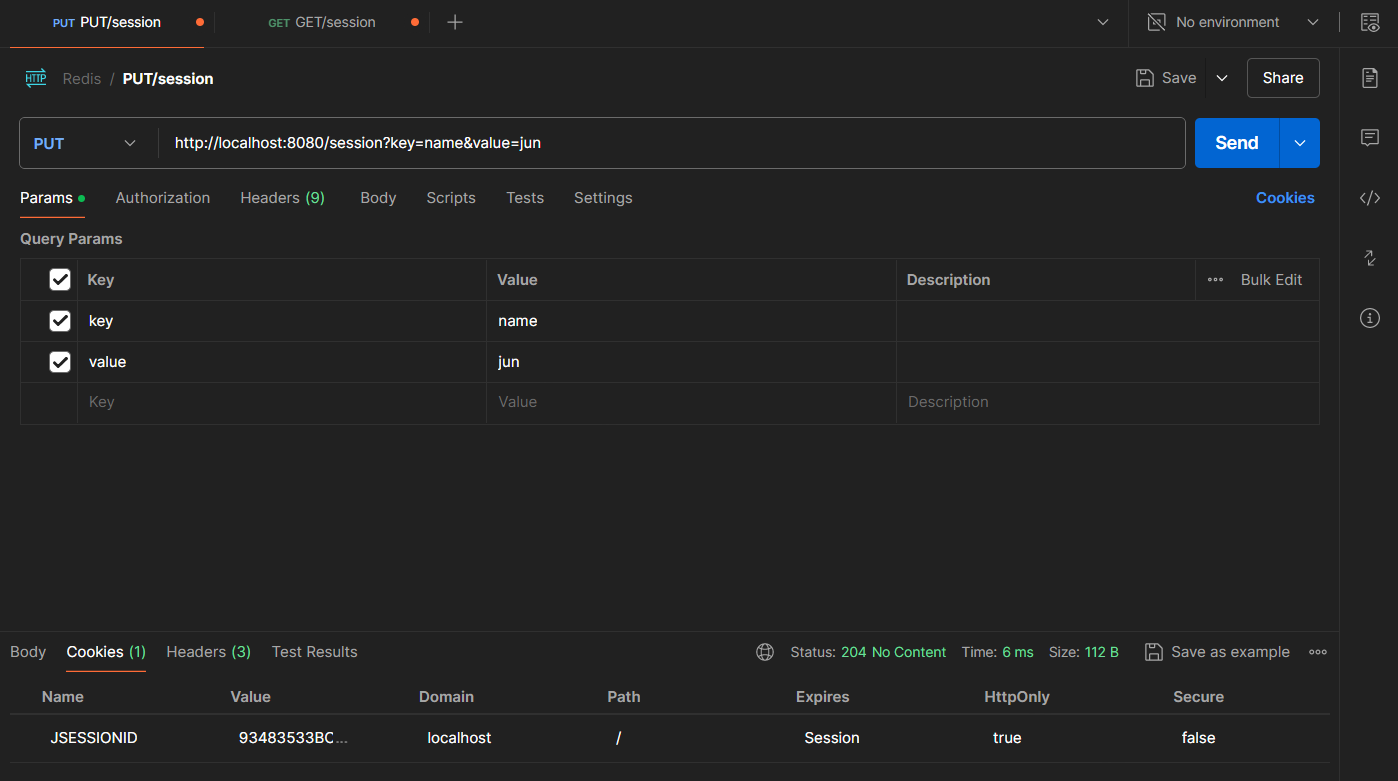 PUT PUT/session GET GET/session No environment
HTTP Redis / PUT/session Save Share
PUT http://localhost:8080/session?key=name&value=jun Send
Params Authorization Headers (9) Body Scripts Tests Settings Cookies
Query Params
Key Value Description Bulk Edit
key name
value jun
Key Value Description
Body Cookies (1) Headers (3) Test Results Status: 204 No Content Time: 6 ms Size: 112 B Save as example
Name Value Domain Path Expires HttpOnly Secure
JSESSIONID 93483533BC... localhost / Session true false